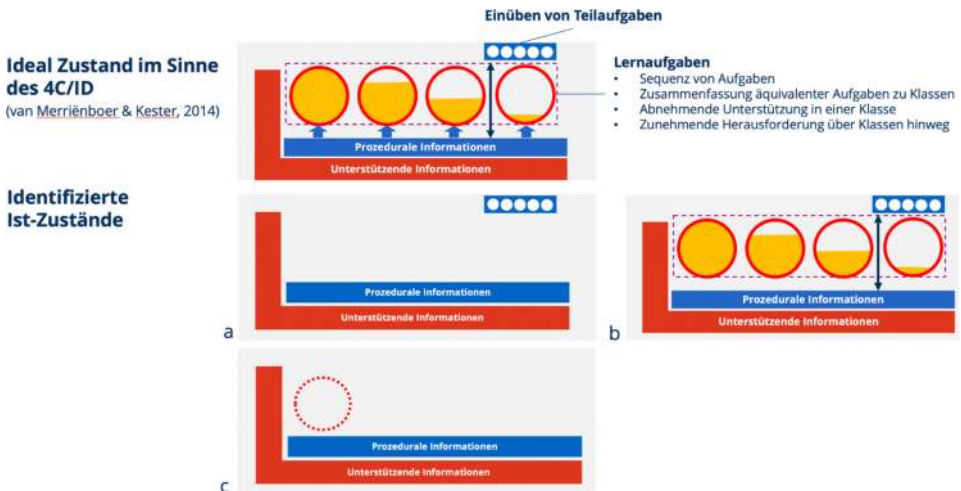 Einüben von Teilaufgaben
Ideal Zustand im Sinne
des 4C/ID
(van Merriënboer & Kester, 2014)
Lernaufgaben
• Sequenz von Aufgaben
• Zusammenfassung äquivalenter Aufgaben zu Klassen
• Abnehmende Unterstützung in einer Klasse
• Zunehmende Herausforderung über Klassen hinweg
Prozedurale Informationen
Unterstützende Informationen
Identifizierte
Ist-Zustände
Prozedurale Informationen
Unterstützende Informationen
a
Prozedurale Informationen
Unterstützende Informationen
b
Prozedurale Informationen
Unterstützende Informationen
c